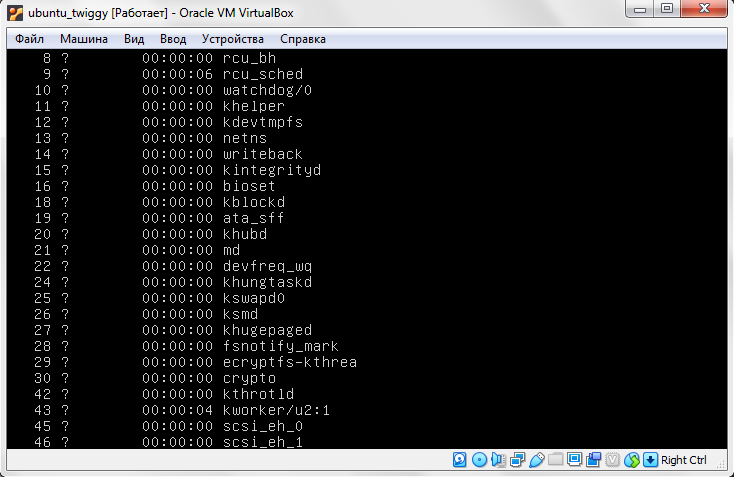 ubuntu_twiggy [Работает] - Oracle VM VirtualBox
Файл Машина Вид Ввод Устройства Справка
8 ? 00:00:00 rcu_bh
9 ? 00:00:06 rcu_sched
10 ? 00:00:00 watchdog/0
11 ? 00:00:00 khelper
12 ? 00:00:00 kdevtmpfs
13 ? 00:00:00 netns
14 ? 00:00:00 writeback
15 ? 00:00:00 kintegrityd
16 ? 00:00:00 bioset
18 ? 00:00:00 kblockd
19 ? 00:00:00 ata_sff
20 ? 00:00:00 khubd
21 ? 00:00:00 md
22 ? 00:00:00 devfreq_wq
24 ? 00:00:00 khungtaskd
25 ? 00:00:00 kswapd0
26 ? 00:00:00 ksmd
27 ? 00:00:00 khugepaged
28 ? 00:00:00 fsnotify_mark
29 ? 00:00:00 ecryptfs-kthrea
30 ? 00:00:00 crypto
42 ? 00:00:00 kthrotld
43 ? 00:00:04 kworker/u2:1
45 ? 00:00:00 scsi_eh_0
46 ? 00:00:00 scsi_eh_1
Right Ctrl